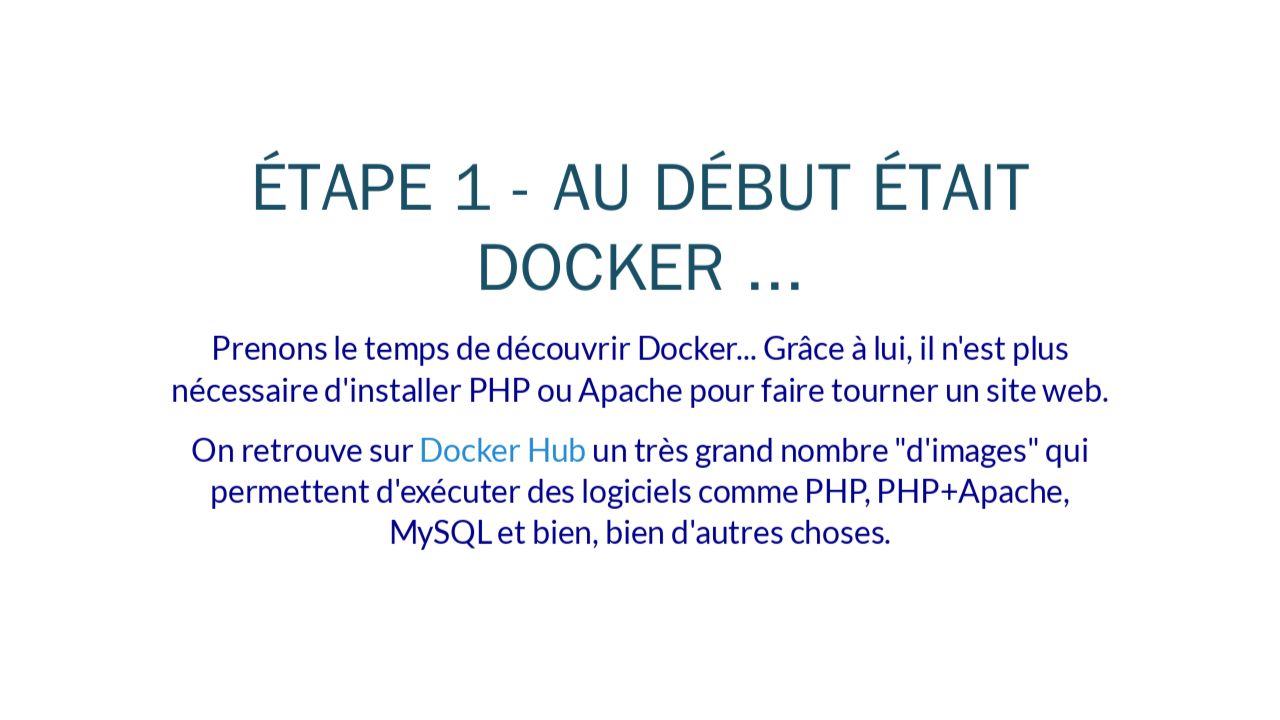 ÉTAPE 1 - AU DÉBUT ÉTAIT
DOCKER ...
Prenons le temps de découvrir Docker... Grâce à lui, il n'est plus
nécessaire d'installer PHP ou Apache pour faire tourner un site web.
On retrouve sur Docker Hub un très grand nombre "d'images" qui
permettent d'exécuter des logiciels comme PHP, PHP+Apache,
MySQL et bien, bien d'autres choses.